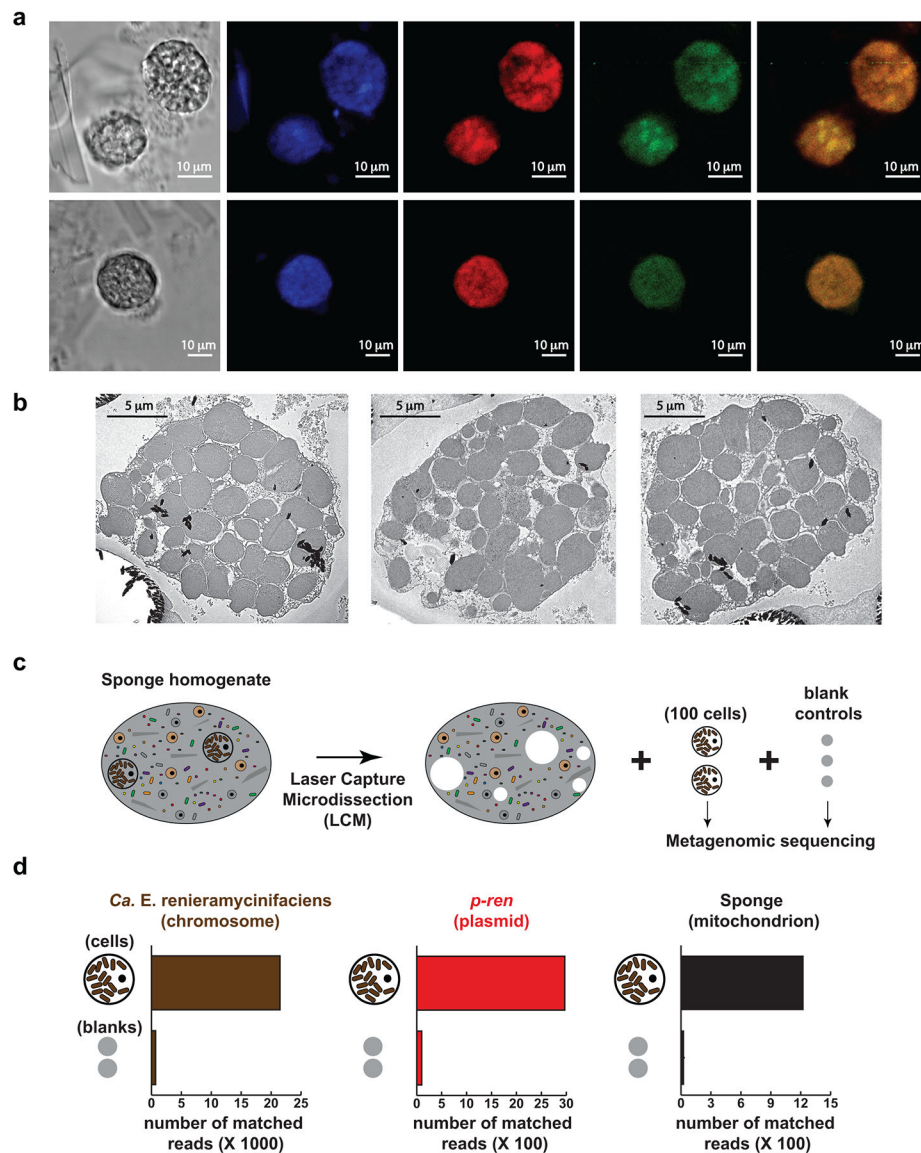 a
10 µm
10 µm
10 µm
10 µm
10 µm
10 µm
10 µm
10 µm
10 µm
10 µm
b
5 µm
5 µm
5 µm
c
Sponge homogenate
Laser Capture
Microdissection
(LCM)
(100 cells)
blank
controls
Metagenomic sequencing
d
Ca. E. renieramycinifaciens
(chromosome)
(cells)
(blanks)
0 5 10 15 20 25
number of matched
reads (X 1000)
p-ren
(plasmid)
0 5 10 15 20 25 30
number of matched
reads (X 100)
Sponge
(mitochondrion)
0 3 6 9 12 15
number of matched
reads (X 100)